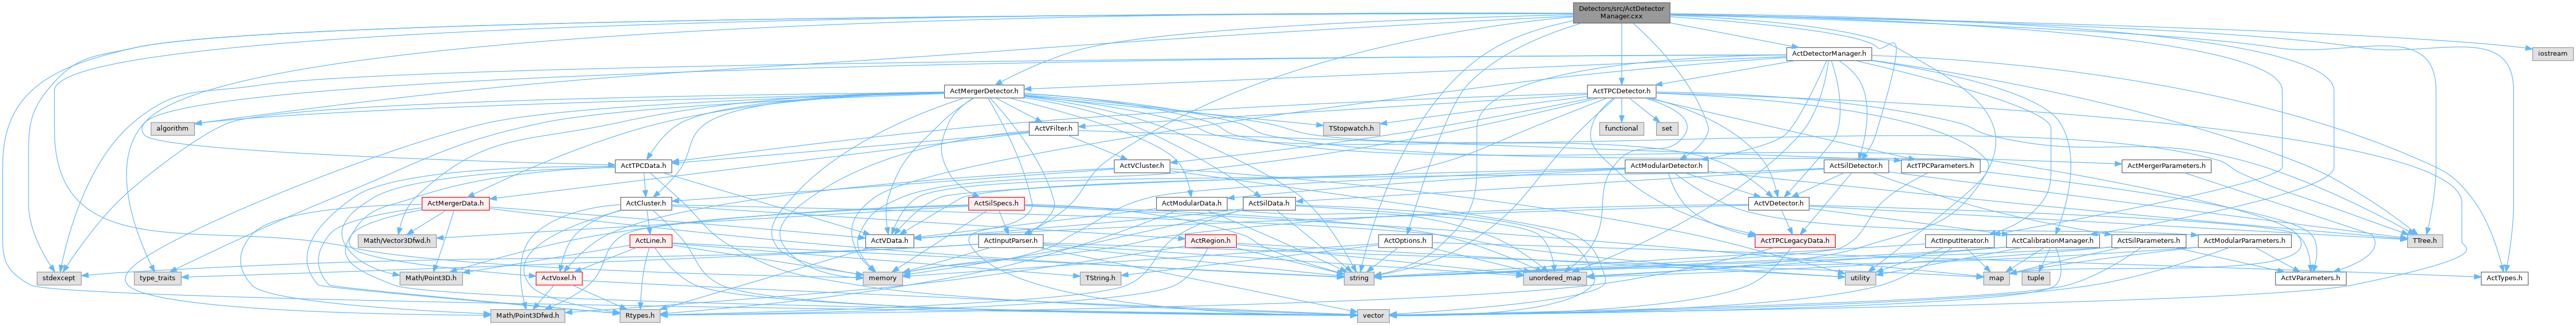 Detectors/src/ActDetector
Manager.cxx
ActDetectorManager.h
iostream
ActMergerDetector.h
ActTPCDetector.h
algorithm
ActVFilter.h
TStopwatch.h
functional
set
ActTPCData.h
ActVCluster.h
ActModularDetector.h
ActSilDetector.h
ActTPCParameters.h
ActMergerParameters.h
ActMergerData.h
ActCluster.h
ActSilSpecs.h
ActModularData.h
ActSilData.h
ActVDetector.h
Math/Vector3Dfwd.h
ActLine.h
ActVData.h
ActInputParser.h
ActRegion.h
ActOptions.h
ActTPCLegacyData.h
ActInputIterator.h
ActCalibrationManager.h
ActSilParameters.h
ActModularParameters.h
TTree.h
stdexcept
type_traits
Math/Point3D.h
ActVoxel.h
memory
TString.h
string
unordered_map
utility
map
tuple
ActVParameters.h
ActTypes.h
Math/Point3Dfwd.h
Rtypes.h
vector